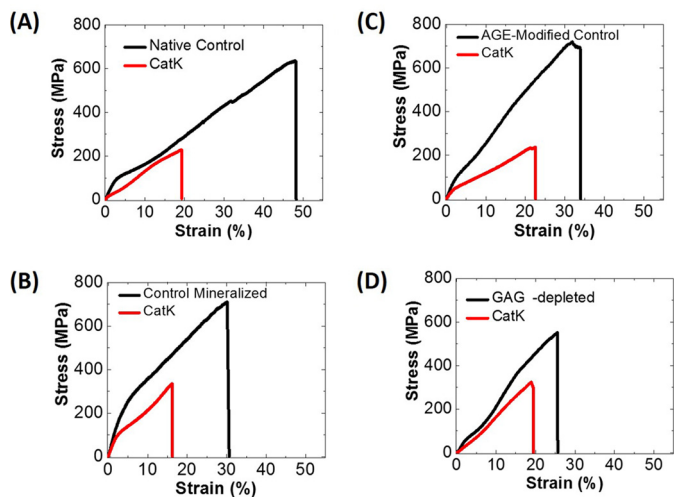 (A)
800
600
400
200
0
Stress (MPa)
Native Control
CatK
0 10 20 30 40 50
Strain (%)
(C)
800
600
400
200
0
Stress (MPa)
AGE-Modified Control
CatK
0 10 20 30 40 50
Strain (%)
(B)
800
600
400
200
0
Stress (MPa)
Control Mineralized
CatK
0 10 20 30 40 50
Strain (%)
(D)
800
600
400
200
0
Stress (MPa)
GAG -depleted
CatK
0 10 20 30 40 50
Strain (%)